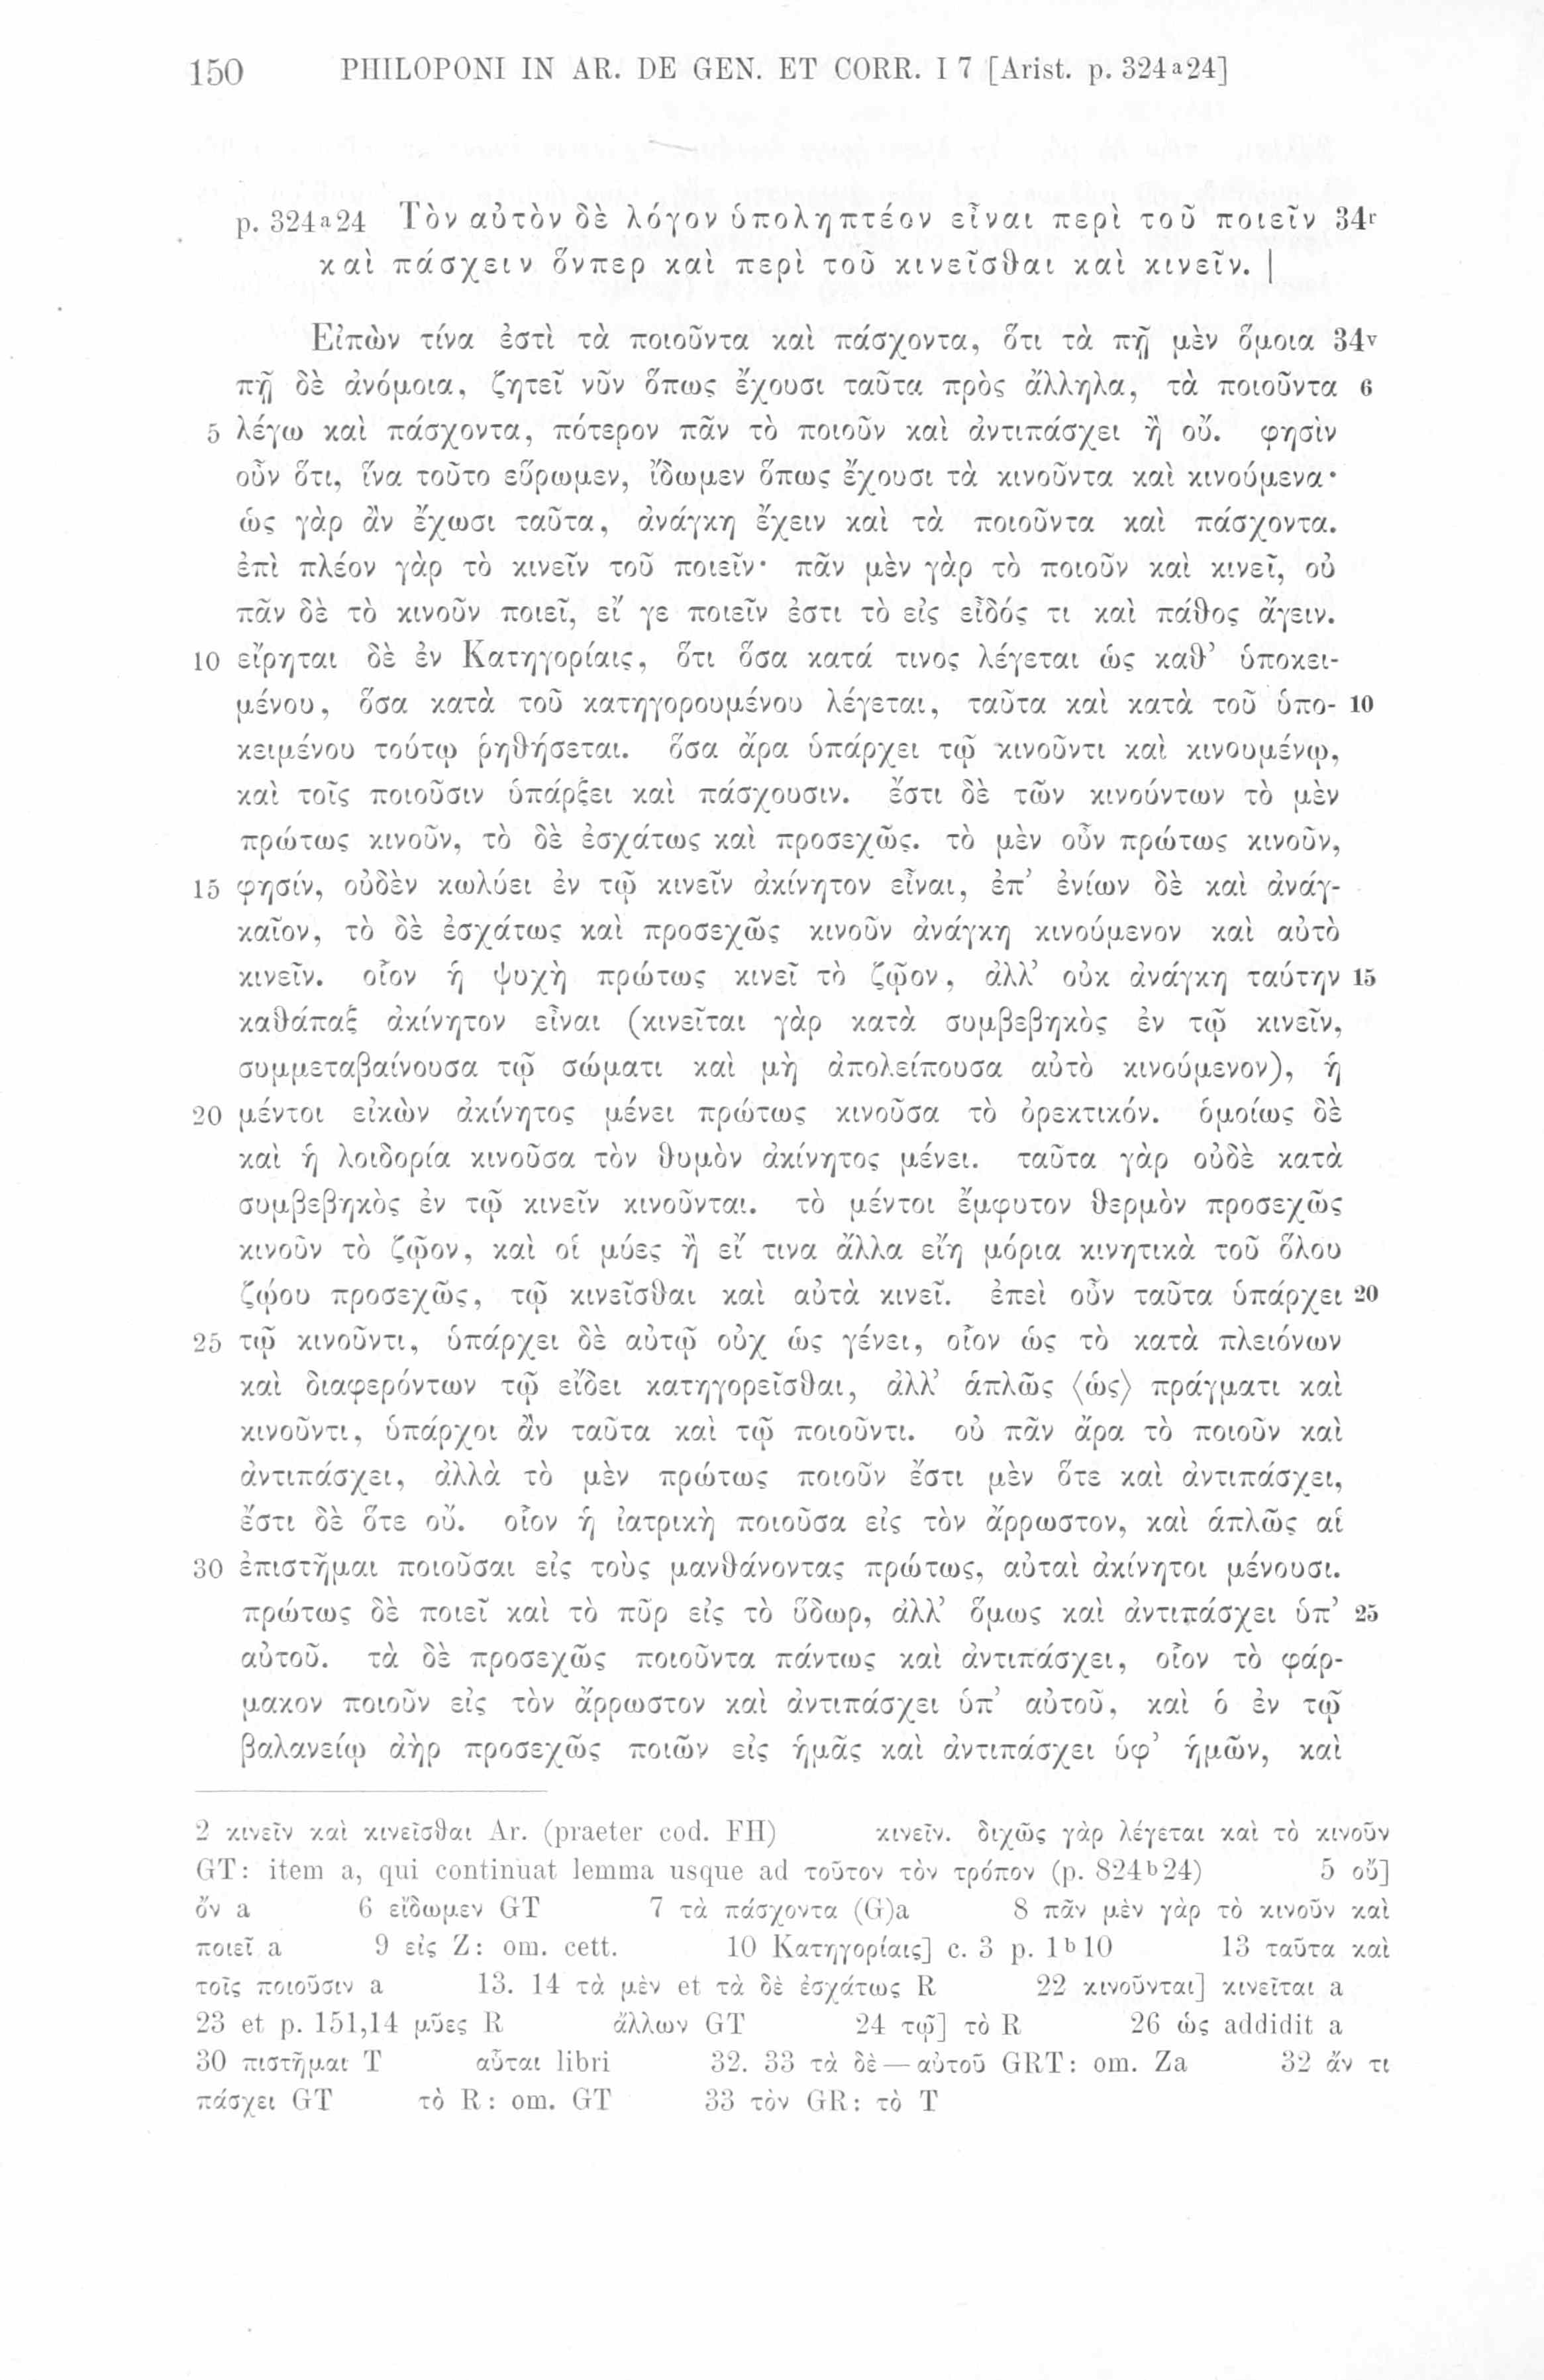 150 PHILOPONI IN AR. DE GEN. ET CORR. I 7 [Arist. p. 324a24]
p. 324a24 Τὸν αὐτὸν δὲ λόγον ὑποληπτέον εἶναι περὶ τοῦ ποιεῖν 34r
καὶ πάσχειν ὅνπερ καὶ περὶ τοῦ κινεῖσθαι καὶ κινεῖν. |
Εἰπὼν τίνα ἐστὶ τὰ ποιοῦντα καὶ πάσχοντα, ὅτι τὰ πῇ μὲν ὅμοια 34v
πῇ δὲ ἀνόμοια, ζητεῖ νῦν ὅπως ἔχουσι ταῦτα πρὸς ἄλληλα, τὰ ποιοῦντα 6
5 λέγω καὶ πάσχοντα, πότερον πᾶν τὸ ποιοῦν καὶ ἀντιπάσχει ἢ οὔ. φησὶν
οὖν ὅτι, ἵνα τοῦτο εὕρωμεν, ἴδωμεν ὅπως ἔχουσι τὰ κινοῦντα καὶ κινούμενα·
ὡς γὰρ ἂν ἔχωσι ταῦτα, ἀνάγκη ἔχειν καὶ τὰ ποιοῦντα καὶ πάσχοντα.
ἐπὶ πλέον γὰρ τὸ κινεῖν τοῦ ποιεῖν· πᾶν μὲν γὰρ τὸ ποιοῦν καὶ κινεῖ, οὐ
πᾶν δὲ τὸ κινοῦν ποιεῖ, εἴ γε ποιεῖν ἐστι τὸ εἰς εἶδός τι καὶ πάθος ἄγειν.
10 εἴρηται δὲ ἐν Κατηγορίαις, ὅτι ὅσα κατά τινος λέγεται ὡς καθ’ ὑποκει-
μένου, ὅσα κατὰ τοῦ κατηγορουμένου λέγεται, ταῦτα καὶ κατὰ τοῦ ὑπο- 10
κειμένου τούτῳ ῥηθήσεται. ὅσα ἄρα ὑπάρχει τῷ κινοῦντι καὶ κινουμένῳ,
καὶ τοῖς ποιοῦσιν ὑπάρξει καὶ πάσχουσιν. ἔστι δὲ τῶν κινούντων τὸ μὲν
πρώτως κινοῦν, τὸ δὲ ἐσχάτως καὶ προσεχῶς. τὸ μὲν οὖν πρώτως κινοῦν,
15 φησίν, οὐδὲν κωλύει ἐν τῷ κινεῖν ἀκίνητον εἶναι, ἐπ’ ἐνίων δὲ καὶ ἀνάγ-
καῖον, τὸ δὲ ἐσχάτως καὶ προσεχῶς κινοῦν ἀνάγκη κινούμενον καὶ αὐτὸ
κινεῖν. οἷον ἡ ψυχὴ πρώτως κινεῖ τὸ ζῷον, ἀλλ’ οὐκ ἀνάγκη ταύτην 15
καθάπαξ ἀκίνητον εἶναι (κινεῖται γὰρ κατὰ συμβεβηκὸς ἐν τῷ κινεῖν,
συμμεταβαίνουσα τῷ σώματι καὶ μὴ ἀπολείπουσα αὐτὸ κινούμενον), ἡ
20 μέντοι εἰκὼν ἀκίνητος μένει πρώτως κινοῦσα τὸ ὀρεκτικόν. ὁμοίως δὲ
καὶ ἡ λοιδορία κινοῦσα τὸν θυμὸν ἀκίνητος μένει. ταῦτα γὰρ οὐδὲ κατὰ
συμβεβηκὸς ἐν τῷ κινεῖν κινοῦνται. τὸ μέντοι ἔμφυτον θερμὸν προσεχῶς
κινοῦν τὸ ζῷον, καὶ οἱ μύες ἢ εἴ τινα ἄλλα εἴη μόρια κινητικὰ τοῦ ὅλου
ζῴου προσεχῶς, τῷ κινεῖσθαι καὶ αὐτὰ κινεῖ. ἐπεὶ οὖν ταῦτα ὑπάρχει 20
25 τῷ κινοῦντι, ὑπάρχει δὲ αὐτῷ οὐχ ὡς γένει, οἷον ὡς τὸ κατὰ πλειόνων
καὶ διαφερόντων τῷ εἴδει κατηγορεῖσθαι, ἀλλ’ ἁπλῶς ⟨ὡς⟩ πράγματι καὶ
κινοῦντι, ὑπάρχοι ἂν ταῦτα καὶ τῷ ποιοῦντι. οὐ πᾶν ἄρα τὸ ποιοῦν καὶ
ἀντιπάσχει, ἀλλὰ τὸ μὲν πρώτως ποιοῦν ἔστι μὲν ὅτε καὶ ἀντιπάσχει,
ἔστι δὲ ὅτε οὔ. οἷον ἡ ἰατρικὴ ποιοῦσα εἰς τὸν ἄρρωστον, καὶ ἁπλῶς αἱ
30 ἐπιστῆμαι ποιοῦσαι εἰς τοὺς μανθάνοντας πρώτως, αὐταὶ ἀκίνητοι μένουσι.
πρώτως δὲ ποιεῖ καὶ τὸ πῦρ εἰς τὸ ὕδωρ, ἀλλ’ ὅμως καὶ ἀντιπάσχει ὑπ’ 25
αὐτοῦ. τὰ δὲ προσεχῶς ποιοῦντα πάντως καὶ ἀντιπάσχει, οἷον τὸ φάρ-
μακον ποιοῦν εἰς τὸν ἄρρωστον καὶ ἀντιπάσχει ὑπ’ αὐτοῦ, καὶ ὁ ἐν τῷ
βαλανείῳ ἀὴρ προσεχῶς ποιῶν εἰς ἡμᾶς καὶ ἀντιπάσχει ὑφ’ ἡμῶν, καὶ
2 κινεῖν καὶ κινεῖσθαι Ar. (praeter cod. FH) κινεῖν. διχῶς γὰρ λέγεται καὶ τὸ κινοῦν
GT: item a, qui continuat lemma usque ad τοῦτον τὸν τρόπον (p. 824b24) 5 οὔ]
ὄν a 6 εἴδωμεν GT 7 τὰ πάσχοντα (G)a 8 πᾶν μὲν γὰρ τὸ κινοῦν καὶ
ποιεῖ a 9 εἰς Z: om. cett. 10 Κατηγορίαις] c. 3 p. 1b10 13 ταῦτα καὶ
τοῖς ποιοῦσιν a 13. 14 τὰ μὲν et τὰ δὲ ἐσχάτως R 22 κινοῦνται] κινεῖται a
23 et p. 151,14 μῦες R ἄλλων GT 24 τῷ] τὸ R 26 ὡς addidit a
30 πιστῆμαι T αὗται libri 32. 33 τὰ δὲ—αὐτοῦ GRT: om. Za 32 ἄν τι
πάσχει GT τὸ R: om. GT 33 τὸν GR: τὸ T